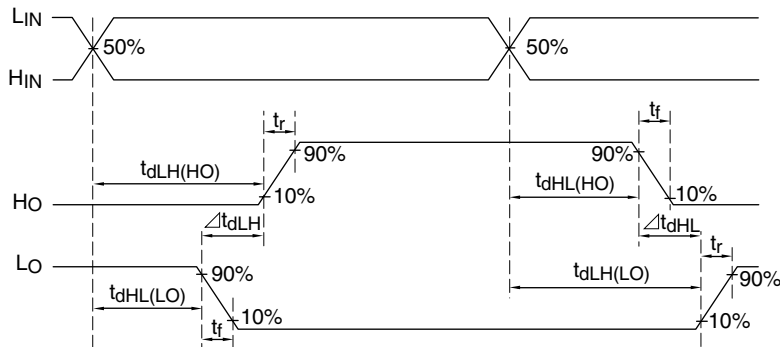 LIN
50%
50%
HIN
tr
tf
90%
90%
tdLH(HO)
tdHL(HO)
10%
10%
HO
⊿tdLH
⊿tdHL
tr
LO
90%
tdLH(LO)
90%
tdHL(LO)
10%
10%
tf